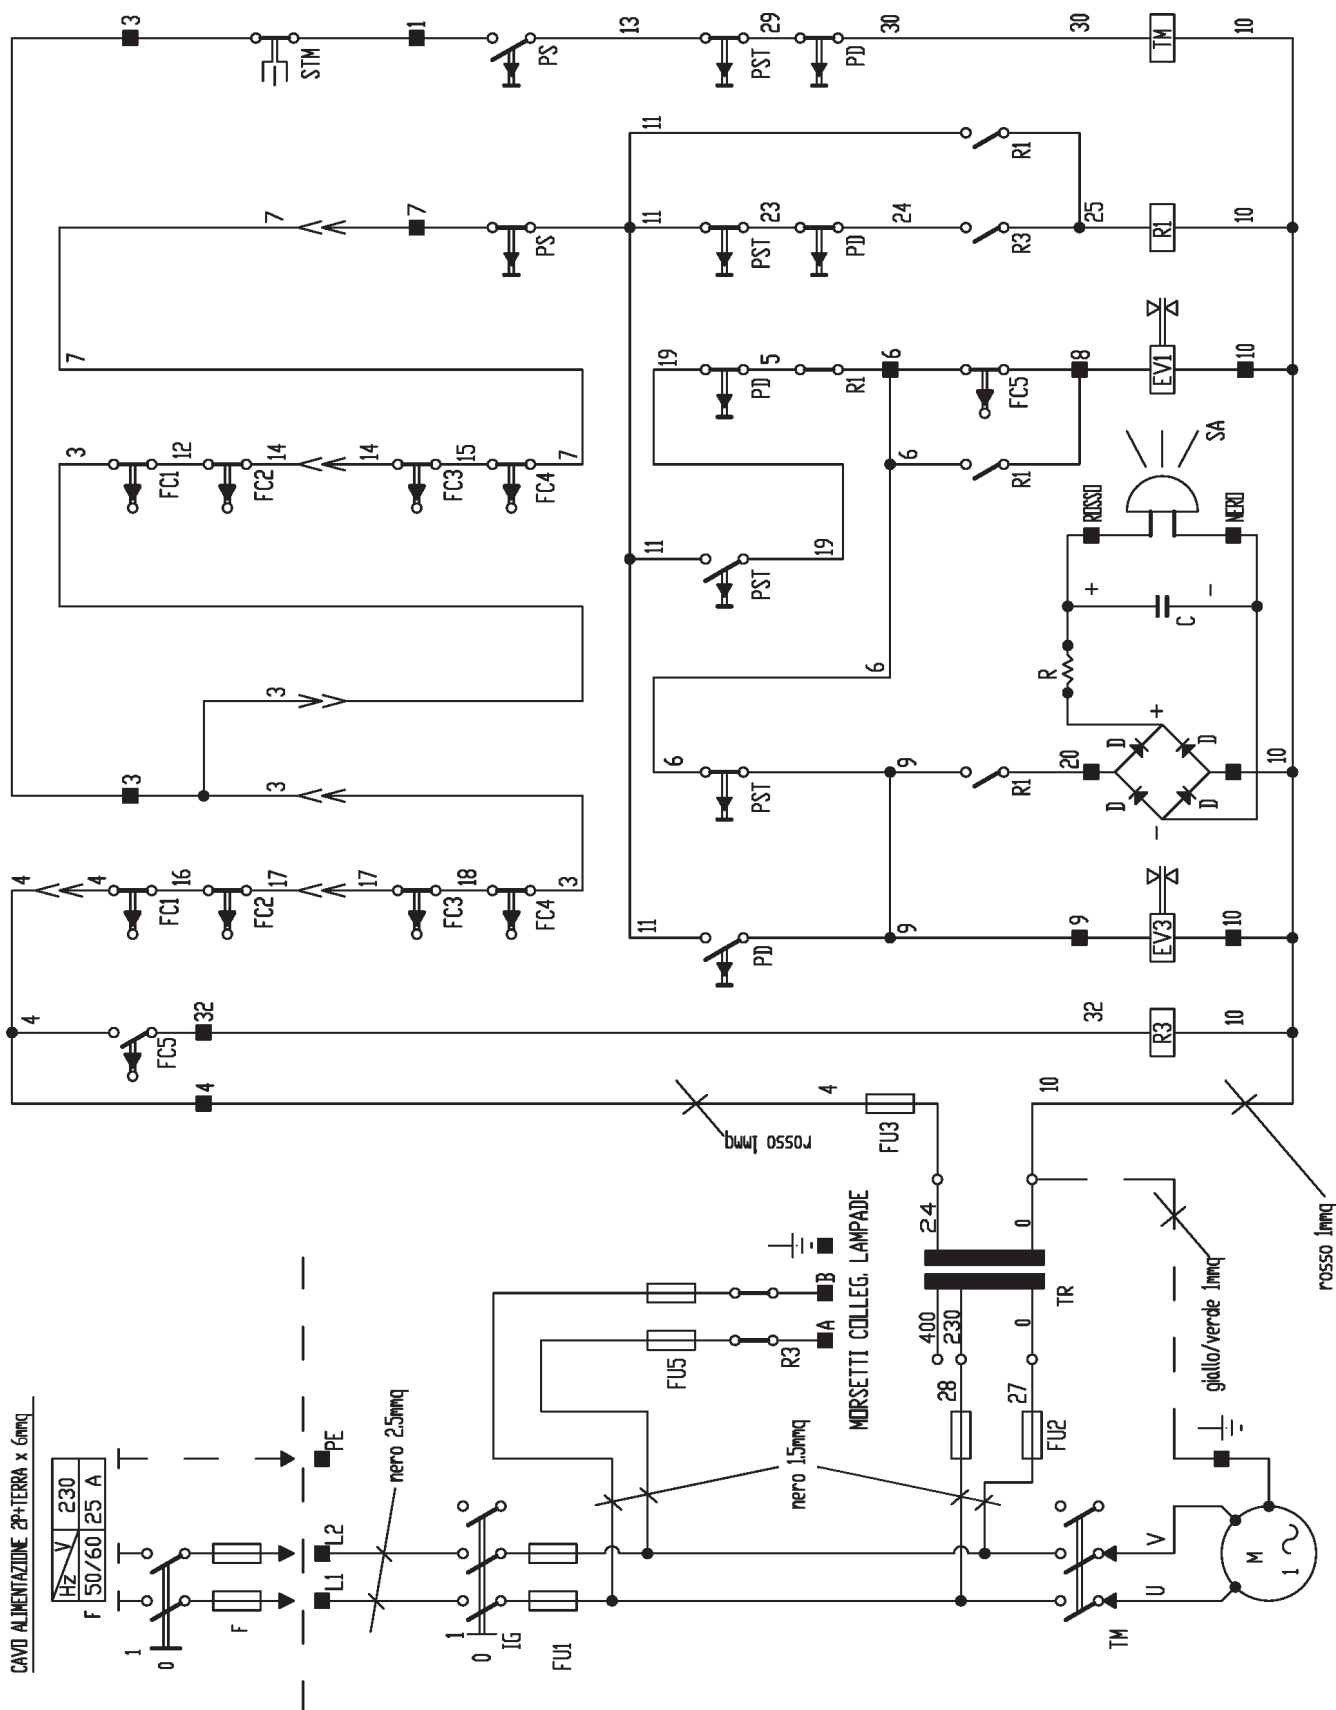 3
STM
1
PS
13
PST
29
PD
30
30
TM
10
11
R1
7
7
PS
11
PST
23
PD
24
R3
25
R1
10
7
19
PD
5
R1
6
FC5
8
EV1
10
3
FC1
12
FC2
14
14
FC3
15
FC4
7
6
R1
SA
ROSSO
NERO
11
PST
19
+
C
–
3
6
R
3
3
6
PST
9
R1
20
D
D
D
D
+
–
10
4
4
FC1
16
FC2
17
17
FC3
18
FC4
3
11
PD
9
9
EV3
10
4
FC5
32
32
R3
10
4
rosso 1mmq
4
FU3
10
rosso 1mmq
24
0
TR
400
230
0
28
27
FU2
giallo/verde 1mmq
FU5
R3
A
B
MORSETTI COLLEG. LAMPADE
CAVO ALIMENTAZIONE 2P+TERRA x 6mmq
Hz
V
230
F
50/60
25 A
PE
nero 2.5mmq
nero 1.5mmq
1
0
F
L1
L2
1
0
IG
FU1
TM
U
V
M
1